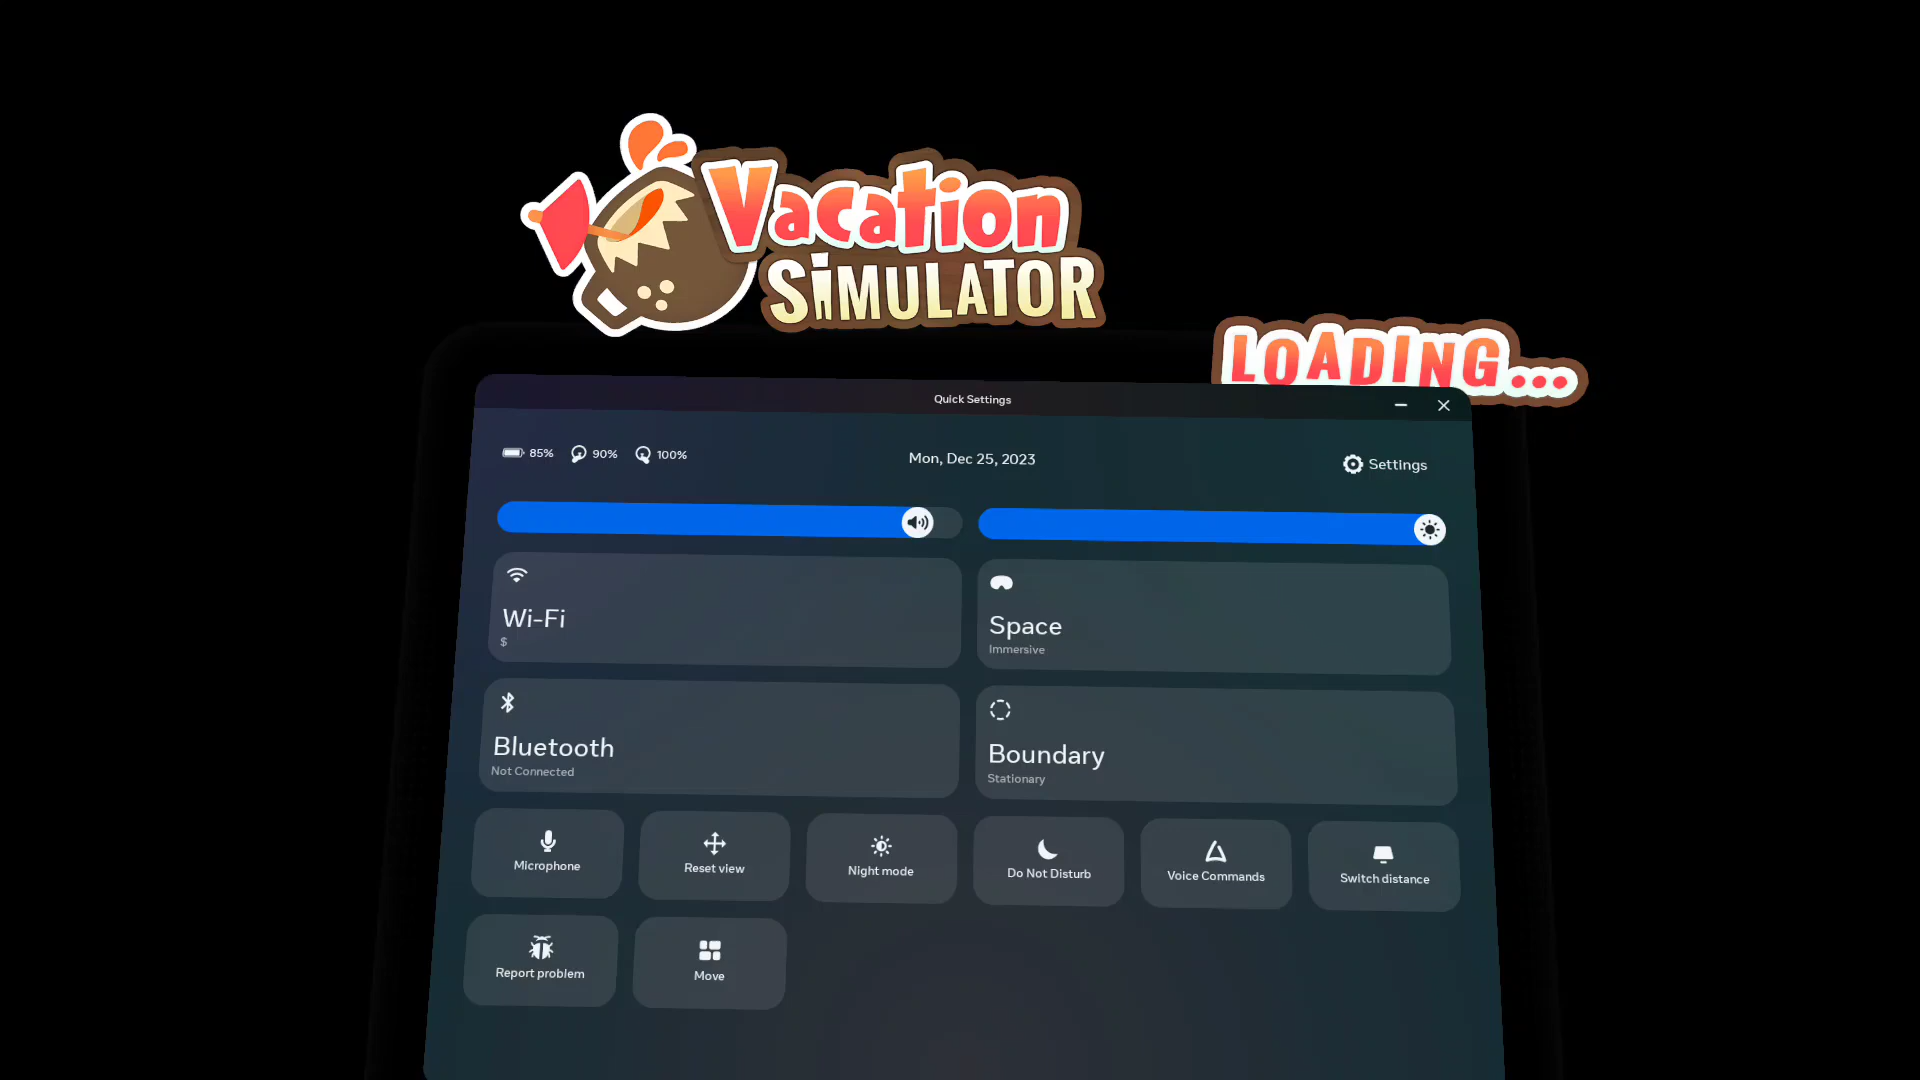 Vacation
SIMULATOR
LOADING...
Quick Settings
85% 90% 100%
Mon, Dec 25, 2023
Settings
Wi-Fi
$
Space
Immersive
Bluetooth
Not Connected
Boundary
Stationary
Microphone
Reset view
Night mode
Do Not Disturb
Voice Commands
Switch distance
Report problem
Move